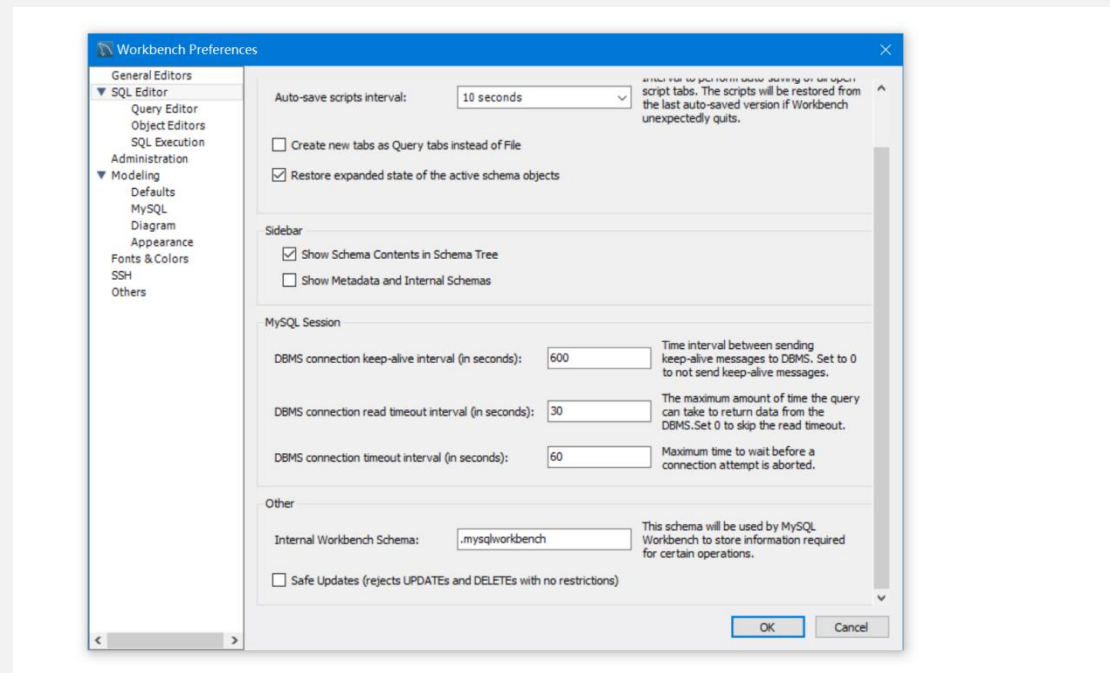 Workbench Preferences
General Editors
SQL Editor
Query Editor
Object Editors
SQL Execution
Administration
Modeling
Defaults
MySQL
Diagram
Appearance
Fonts & Colors
SSH
Others
Interval to perform auto saving of all open
script tabs. The scripts will be restored from
the last auto-saved version if Workbench
unexpectedly quits.
Auto-save scripts interval:
10 seconds
Create new tabs as Query tabs instead of File
Restore expanded state of the active schema objects
Sidebar
Show Schema Contents in Schema Tree
Show Metadata and Internal Schemas
MySQL Session
DBMS connection keep-alive interval (in seconds):
600
Time interval between sending
keep-alive messages to DBMS. Set to 0
to not send keep-alive messages.
DBMS connection read timeout interval (in seconds):
30
The maximum amount of time the query
can take to return data from the
DBMS.Set 0 to skip the read timeout.
DBMS connection timeout interval (in seconds):
60
Maximum time to wait before a
connection attempt is aborted.
Other
Internal Workbench Schema:
.mysqlworkbench
This schema will be used by MySQL
Workbench to store information required
for certain operations.
Safe Updates (rejects UPDATEs and DELETEs with no restrictions)
OK
Cancel